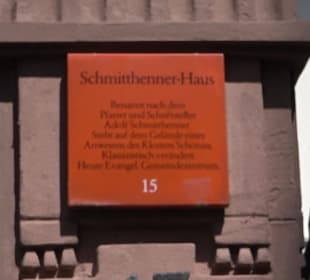 Schmitthenner-Haus
Benannt nach dem
Pfarrer und Schriftsteller
Adolf Schmitthenner.
Steht auf dem Gelände eines
Anwesens des Klosters Schönau.
Klassizistisch verändert.
Heute Evangel. Gemeindezentrum.
15